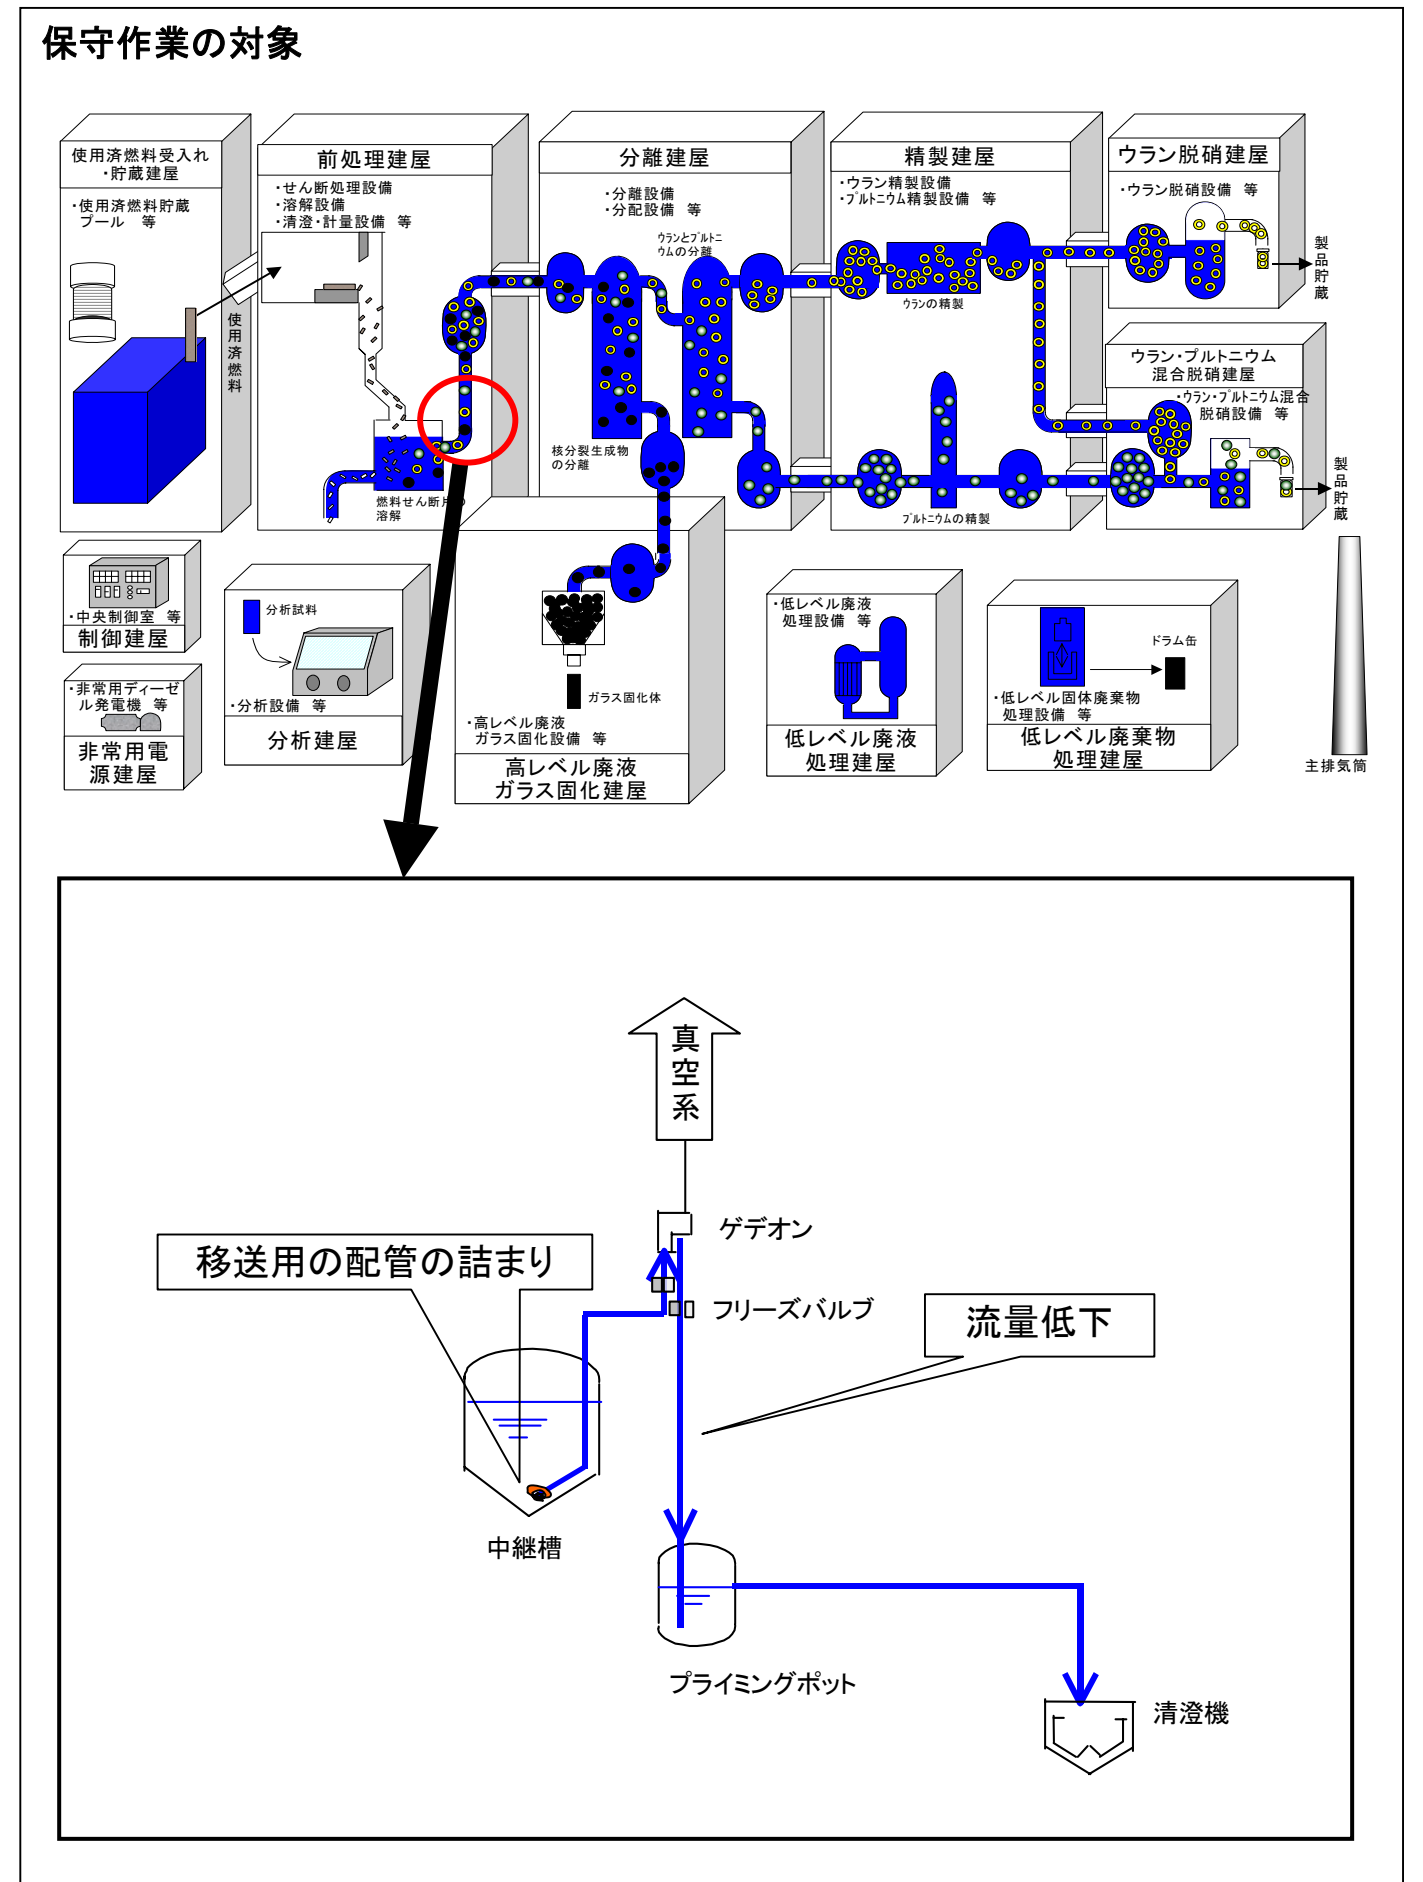 保守作業の対象
使用済燃料受入れ
・貯蔵建屋
・使用済燃料貯蔵
プール　等
使用済燃料
前処理建屋
・せん断処理設備
・溶解設備
・清澄・計量設備　等
燃料せん断片の
溶解
分離建屋
・分離設備
・分配設備　等
ウランとプルトニ
ウムの分離
核分裂生成物
の分離
精製建屋
・ウラン精製設備
・プルトニウム精製設備　等
ウランの精製
プルトニウムの精製
ウラン脱硝建屋
・ウラン脱硝設備　等
製品貯蔵
ウラン・プルトニウム
混合脱硝建屋
・ウラン・プルトニウム混合
脱硝設備　等
製品貯蔵
・中央制御室　等
制御建屋
・非常用ディーゼ
ル発電機　等
非常用電
源建屋
分析試料
・分析設備　等
分析建屋
ガラス固化体
・高レベル廃液
ガラス固化設備　等
高レベル廃液
ガラス固化建屋
・低レベル廃液
処理設備　等
低レベル廃液
処理建屋
ドラム缶
・低レベル固体廃棄物
処理設備　等
低レベル廃棄物
処理建屋
主排気筒
真空系
ゲデオン
移送用の配管の詰まり
フリーズバルブ
流量低下
中継槽
プライミングポット
清澄機